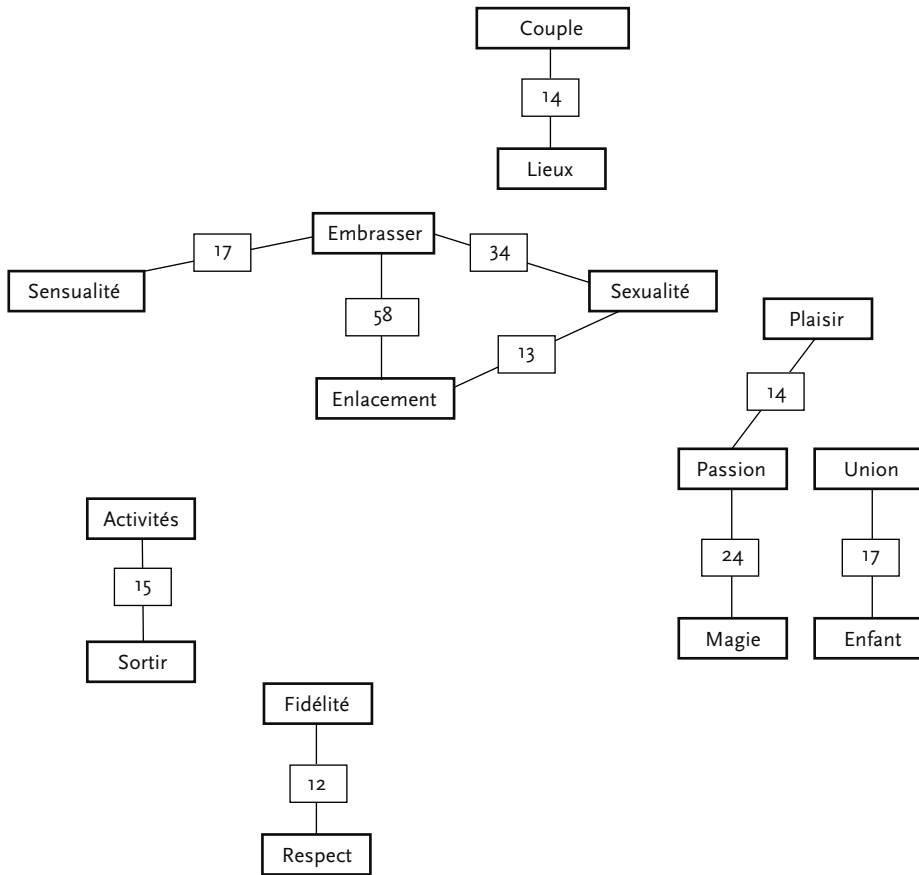 Couple
14
Lieux
Embrasser
17
34
Sensualité
Sexualité
58
Plaisir
13
Enlacement
14
Passion
Union
Activités
24
17
15
Magie
Enfant
Sortir
Fidélité
12
Respect